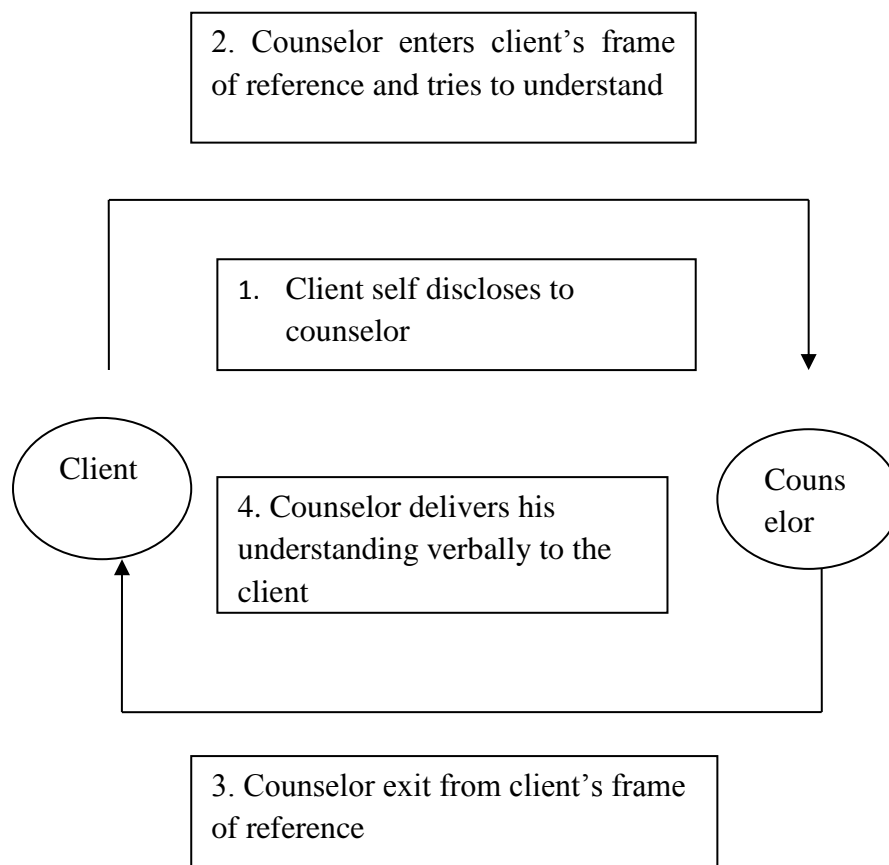 2. Counselor enters client’s frame
of reference and tries to understand
1. Client self discloses to
counselor
Client
4. Counselor delivers his
understanding verbally to the
client
Couns
elor
3. Counselor exit from client’s frame
of reference